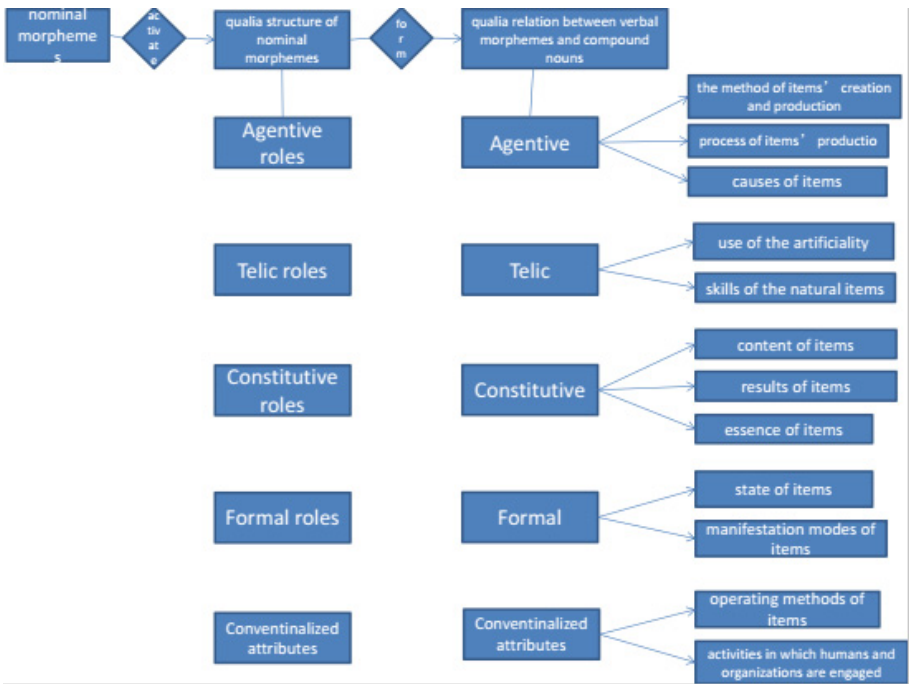 nominal
morpheme
s
ac
tiv
at
e
qualia structure of
nominal
morphemes
fo
r
m
qualia relation between verbal
morphemes and compound
nouns
Agentive
roles
Agentive
the method of items' creation
and production
process of items' productio
causes of items
Telic roles
Telic
use of the artificiality
skills of the natural items
Constitutive
roles
Constitutive
content of items
results of items
essence of items
Formal roles
Formal
state of items
manifestation modes of
items
Conventinalized
attributes
Conventinalized
attributes
operating methods of
items
activities in which humans and
organizations are engaged